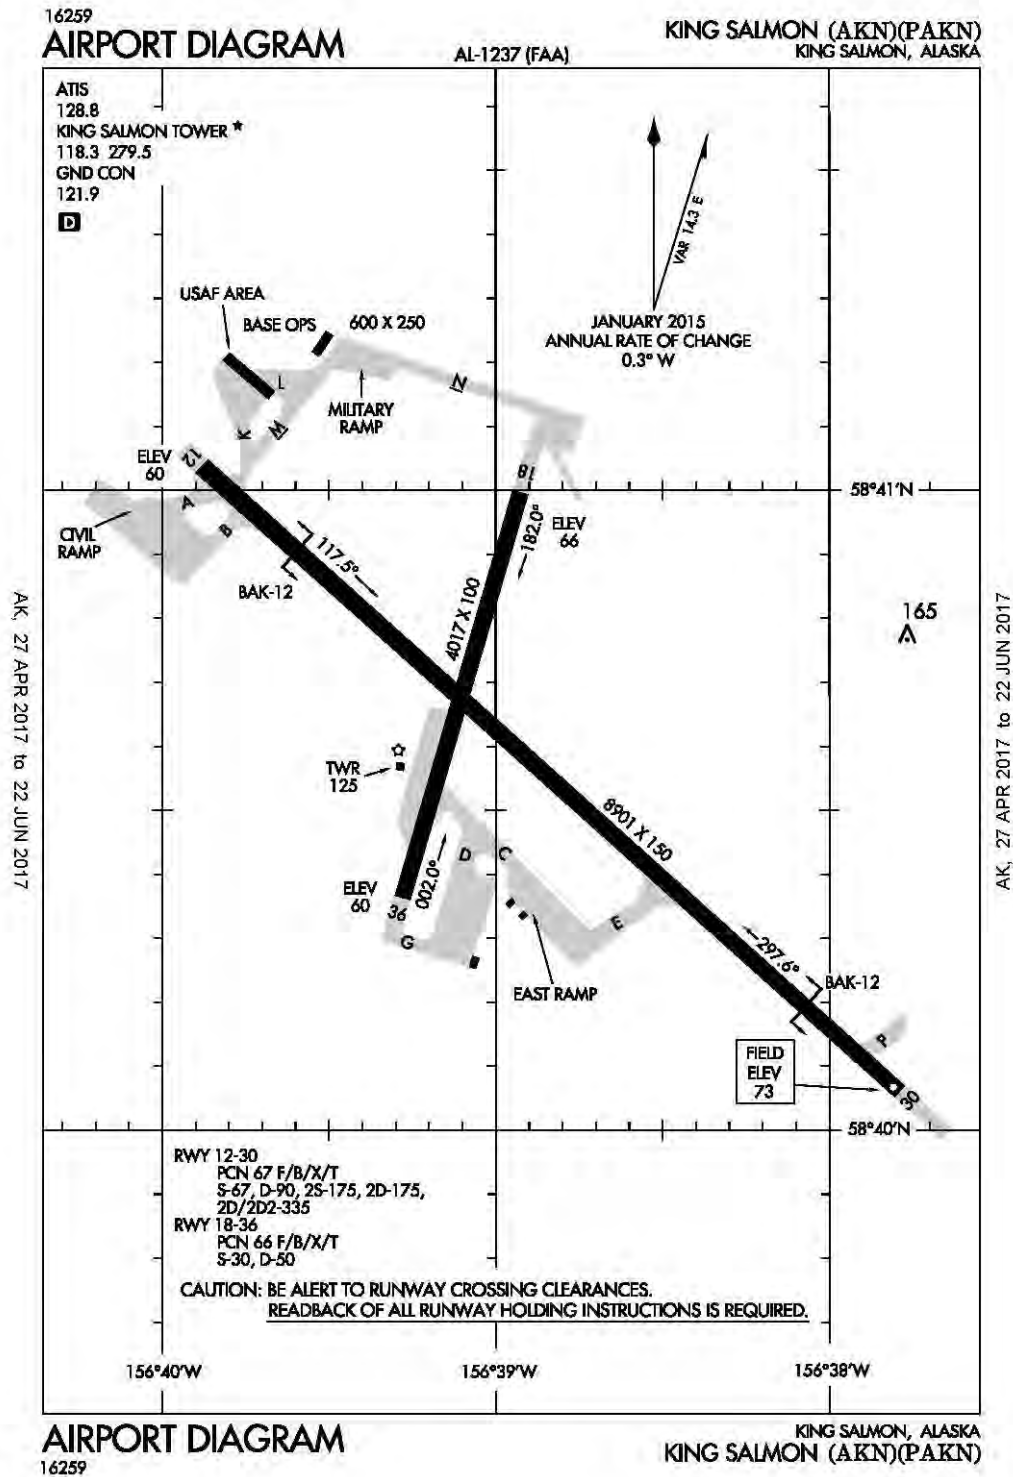 16259
AIRPORT DIAGRAM
AL-1237 (FAA)
KING SALMON (AKN)(PAKN)
KING SALMON, ALASKA
ATIS
128.8
KING SALMON TOWER
118.3 279.5
GND CON
121.9
D
VAR 14.3 E
JANUARY 2015
ANNUAL RATE OF CHANGE
0.3° W
USAF AREA
BASE OPS
600 X 250
L
N
MILITARY
RAMP
K
M
ELEV
60
12
18
58°41'N
A
B
CIVIL
RAMP
182.0°
ELEV
66
117.5°
BAK-12
4017 X 100
165
AK, 27 APR 2017 to 22 JUN 2017
AK, 27 APR 2017 to 22 JUN 2017
TWR
125
8901 X 150
D
C
002.0°
ELEV
60
36
G
E
EAST RAMP
297.6°
BAK-12
P
FIELD
ELEV
73
30
58°40'N
RWY 12-30
PCN 67 F/B/X/T
S-67, D-90, 2S-175, 2D-175,
2D/2D2-335
RWY 18-36
PCN 66 F/B/X/T
S-30, D-50
CAUTION: BE ALERT TO RUNWAY CROSSING CLEARANCES.
READBACK OF ALL RUNWAY HOLDING INSTRUCTIONS IS REQUIRED.
156°40'W
156°39'W
156°38'W
AIRPORT DIAGRAM
16259
KING SALMON, ALASKA
KING SALMON (AKN)(PAKN)